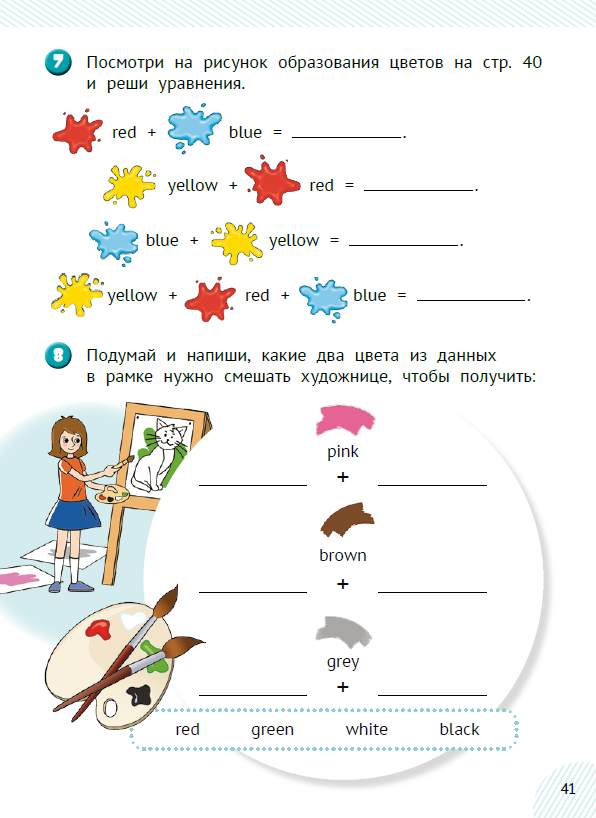 7 Посмотри на рисунок образования цветов на стр. 40
и реши уравнения.
red + blue = ____________.
yellow + red = ____________.
blue + yellow = ____________.
yellow + red + blue = ____________.
8 Подумай и напиши, какие два цвета из данных
в рамке нужно смешать художнице, чтобы получить:
pink
____________ + ____________
brown
____________ + ____________
grey
____________ + ____________
red green white black
41